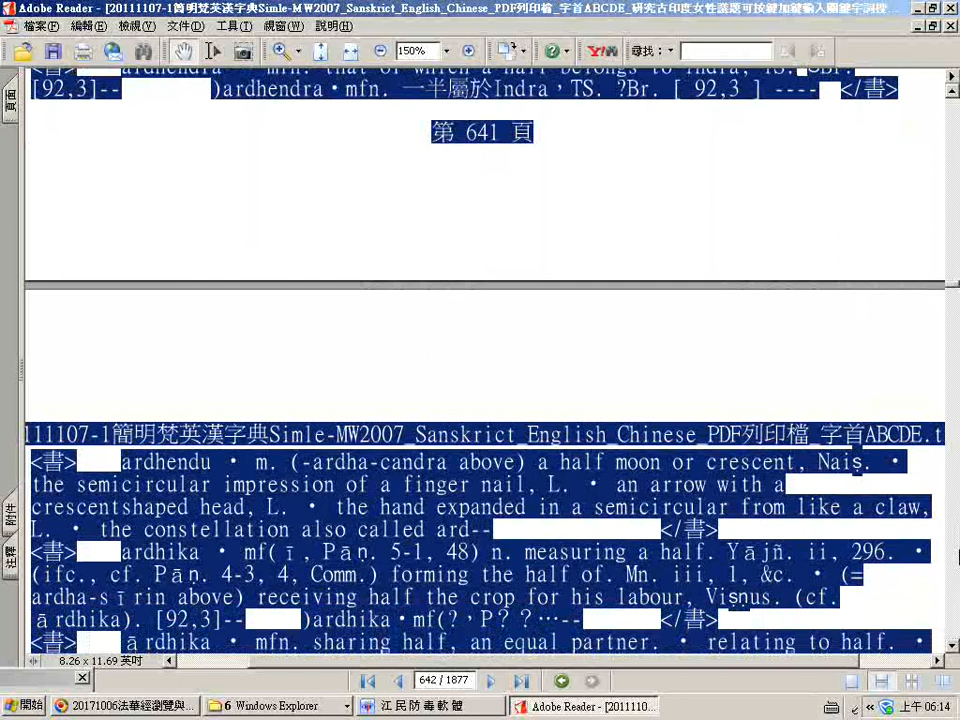 Adobe Reader - [20111107-1簡明梵英漢字典Simle-MW2007_Sanskrict_English_Chinese_PDF列印檔_字首ABCDE_研究古印度女性議題可按鍵加鍵輸入關鍵字詞搜...
檔案(F) 編輯(E) 檢視(V) 文件(D) 工具(T) 視窗(W) 說明(H)
150% Y! 尋找：
頁面
<書> ardhendra • mfn. that of which a half belongs to Indra, TS. ?Br.
[92,3]-- )ardhendra•mfn. 一半屬於Indra，TS. ?Br. [ 92,3 ] ---- </書>
第 641 頁
111107-1簡明梵英漢字典Simle-MW2007_Sanskrict_English_Chinese_PDF列印檔_字首ABCDE.t
<書> ardhendu • m. (-ardha-candra above) a half moon or crescent, Naiṣ. •
the semicircular impression of a finger nail, L. • an arrow with a
crescentshaped head, L. • the hand expanded in a semicircular from like a claw,
L. • the constellation also called ard-- </書>
<書> ardhika • mf(ī, Pāṇ. 5-1, 48) n. measuring a half. Yājñ. ii, 296. •
(ifc., cf. Pāṇ. 4-3, 4, Comm.) forming the half of. Mn. iii, 1, &c. • (=
ardha-sīrin above) receiving half the crop for his labour, Viṣṇus. (cf.
ārdhika). [92,3]-- )ardhika•mf(?，P？？…-- </書>
<書> ārdhika • mfn. sharing half, an equal partner. • relating to half. •
附件
注釋
8.26 x 11.69 英吋
642 / 1877
開始 20171006法華經瀏覽與... 6 Windows Explorer 江民防毒軟體 Adobe Reader - [2011110... 上午 06:14